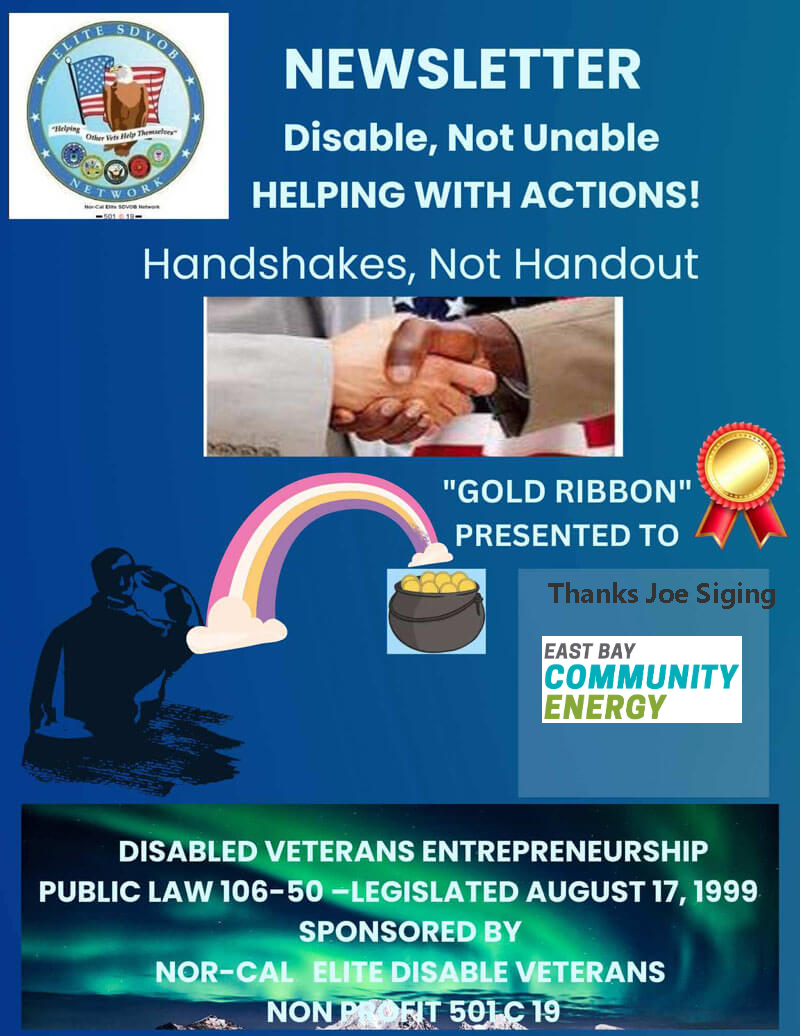 ELITE SDVOB
"Helping Other Vets Help Themselves"
NETWORK
Nor-Cal Elite SDVOB Network
501 C 19
NEWSLETTER
Disable, Not Unable
HELPING WITH ACTIONS!
Handshakes, Not Handout
"GOLD RIBBON"
PRESENTED TO
Thanks Joe Siging
EAST BAY
COMMUNITY
ENERGY
DISABLED VETERANS ENTREPRENEURSHIP
PUBLIC LAW 106-50 –LEGISLATED AUGUST 17, 1999
SPONSORED BY
NOR-CAL ELITE DISABLE VETERANS
NON PROFIT 501 C 19